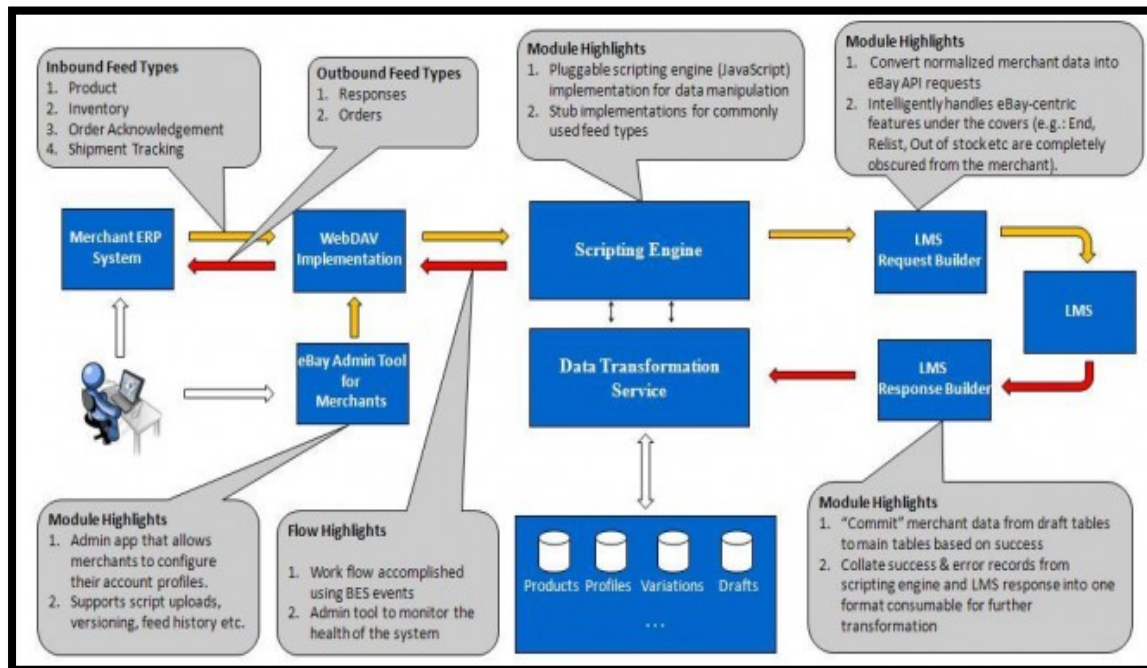 Inbound Feed Types
1. Product
2. Inventory
3. Order Acknowledgement
4. Shipment Tracking
Outbound Feed Types
1. Responses
2. Orders
Module Highlights
1. Pluggable scripting engine (JavaScript)
implementation for data manipulation
2. Stub implementations for commonly
used feed types
Module Highlights
1. Convert normalized merchant data into
eBay API requests
2. Intelligently handles eBay-centric
features under the covers (e.g.: End,
Relist, Out of stock etc are completely
obscured from the merchant).
Merchant ERP
System
WebDAV
Implementation
Scripting Engine
LMS
Request Builder
LMS
eBay Admin Tool
for
Merchants
Data Transformation
Service
LMS
Response Builder
Module Highlights
1. Admin app that allows
merchants to configure
their account profiles.
2. Supports script uploads,
versioning, feed history etc.
Flow Highlights
1. Work flow accomplished
using BES events
2. Admin tool to monitor the
health of the system
Products Profiles Variations Drafts
...
Module Highlights
1. “Commit” merchant data from draft tables
to main tables based on success
2. Collate success & error records from
scripting engine and LMS response into one
format consumable for further
transformation